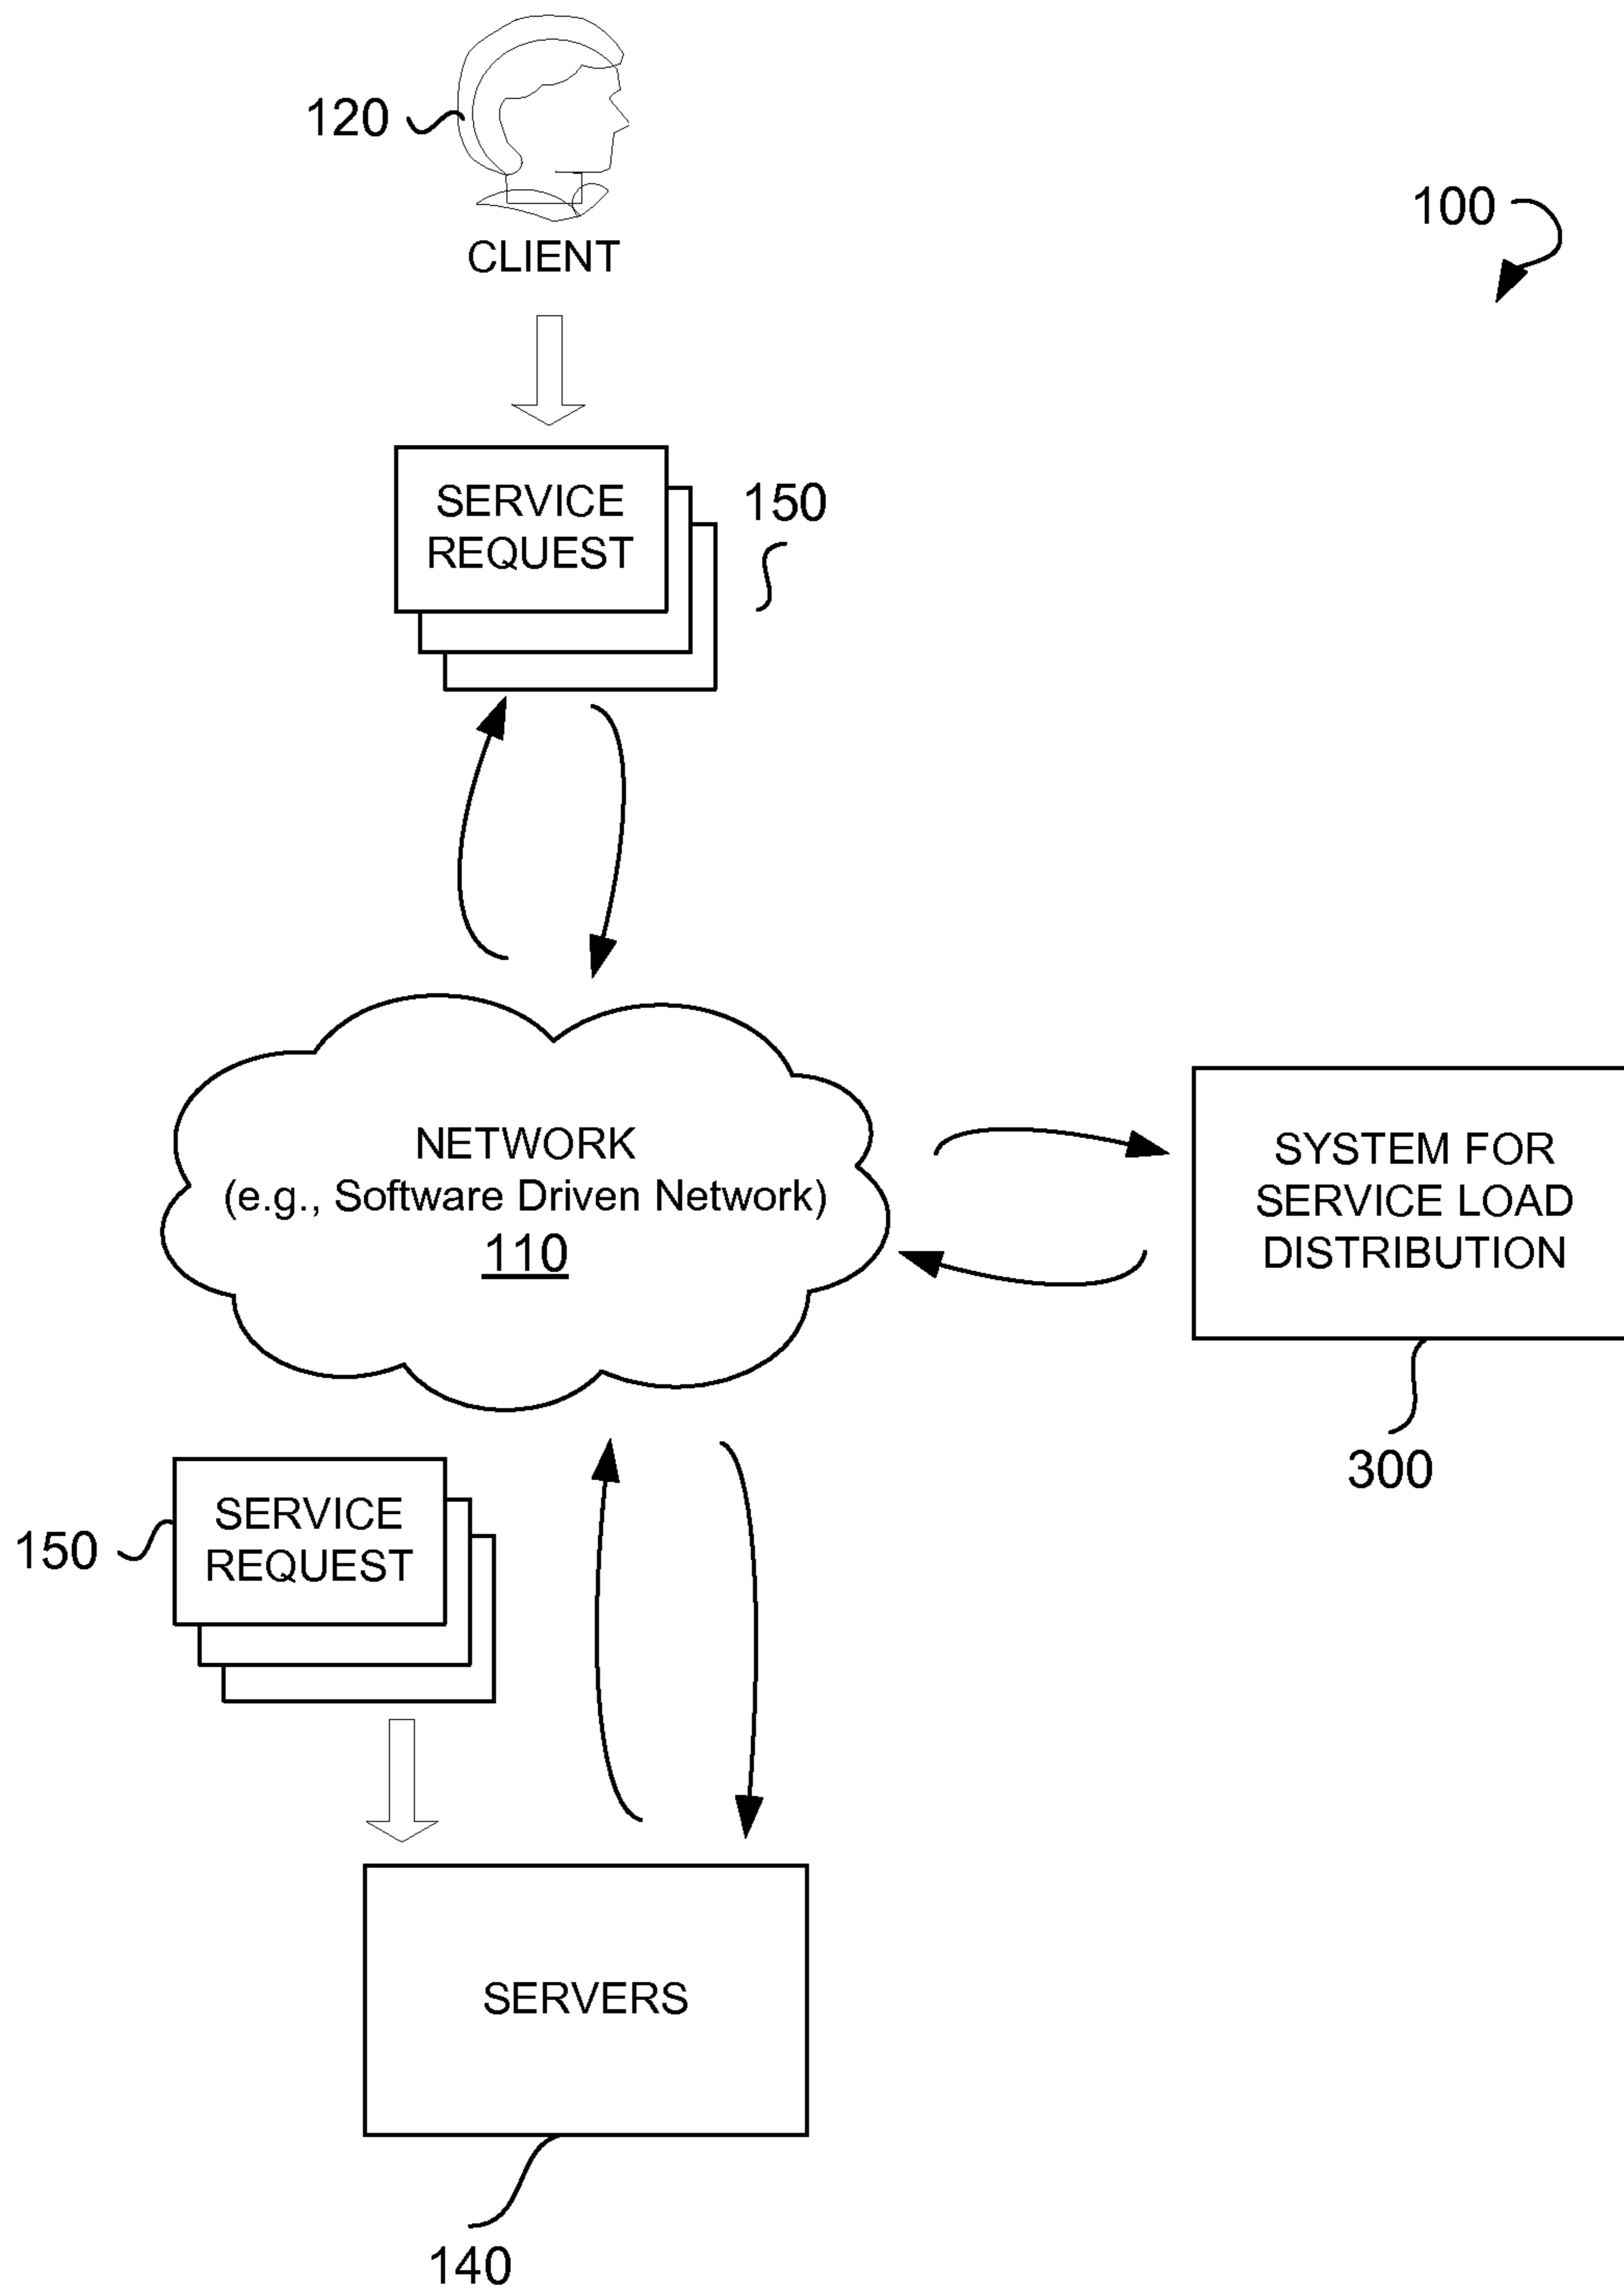 120
CLIENT
100
SERVICE
REQUEST
150
NETWORK
(e.g., Software Driven Network)
110
SYSTEM FOR
SERVICE LOAD
DISTRIBUTION
300
SERVICE
REQUEST
150
SERVERS
140